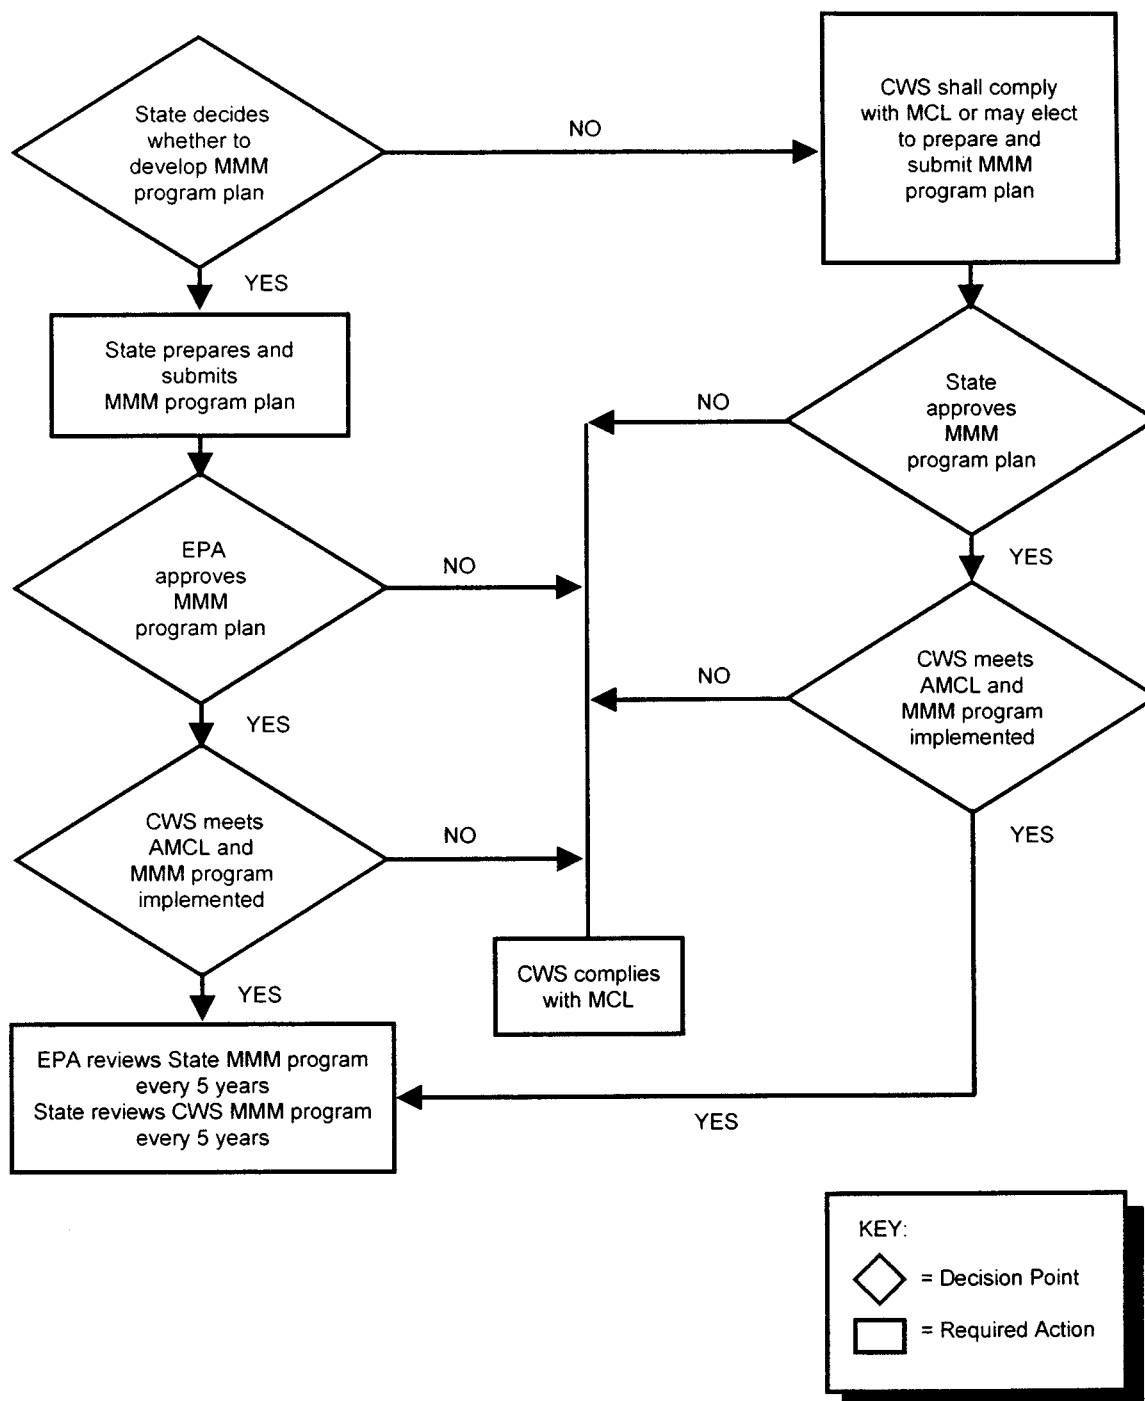 State decides
whether to
develop MMM
program plan
NO
CWS shall comply
with MCL or may elect
to prepare and
submit MMM
program plan
YES
State prepares and
submits
MMM program plan
NO
State
approves
MMM
program plan
EPA
approves
MMM
program plan
NO
YES
YES
NO
CWS meets
AMCL and
MMM program
implemented
CWS meets
AMCL and
MMM program
implemented
NO
YES
YES
CWS complies
with MCL
EPA reviews State MMM program
every 5 years
State reviews CWS MMM program
every 5 years
YES
KEY:
= Decision Point
= Required Action